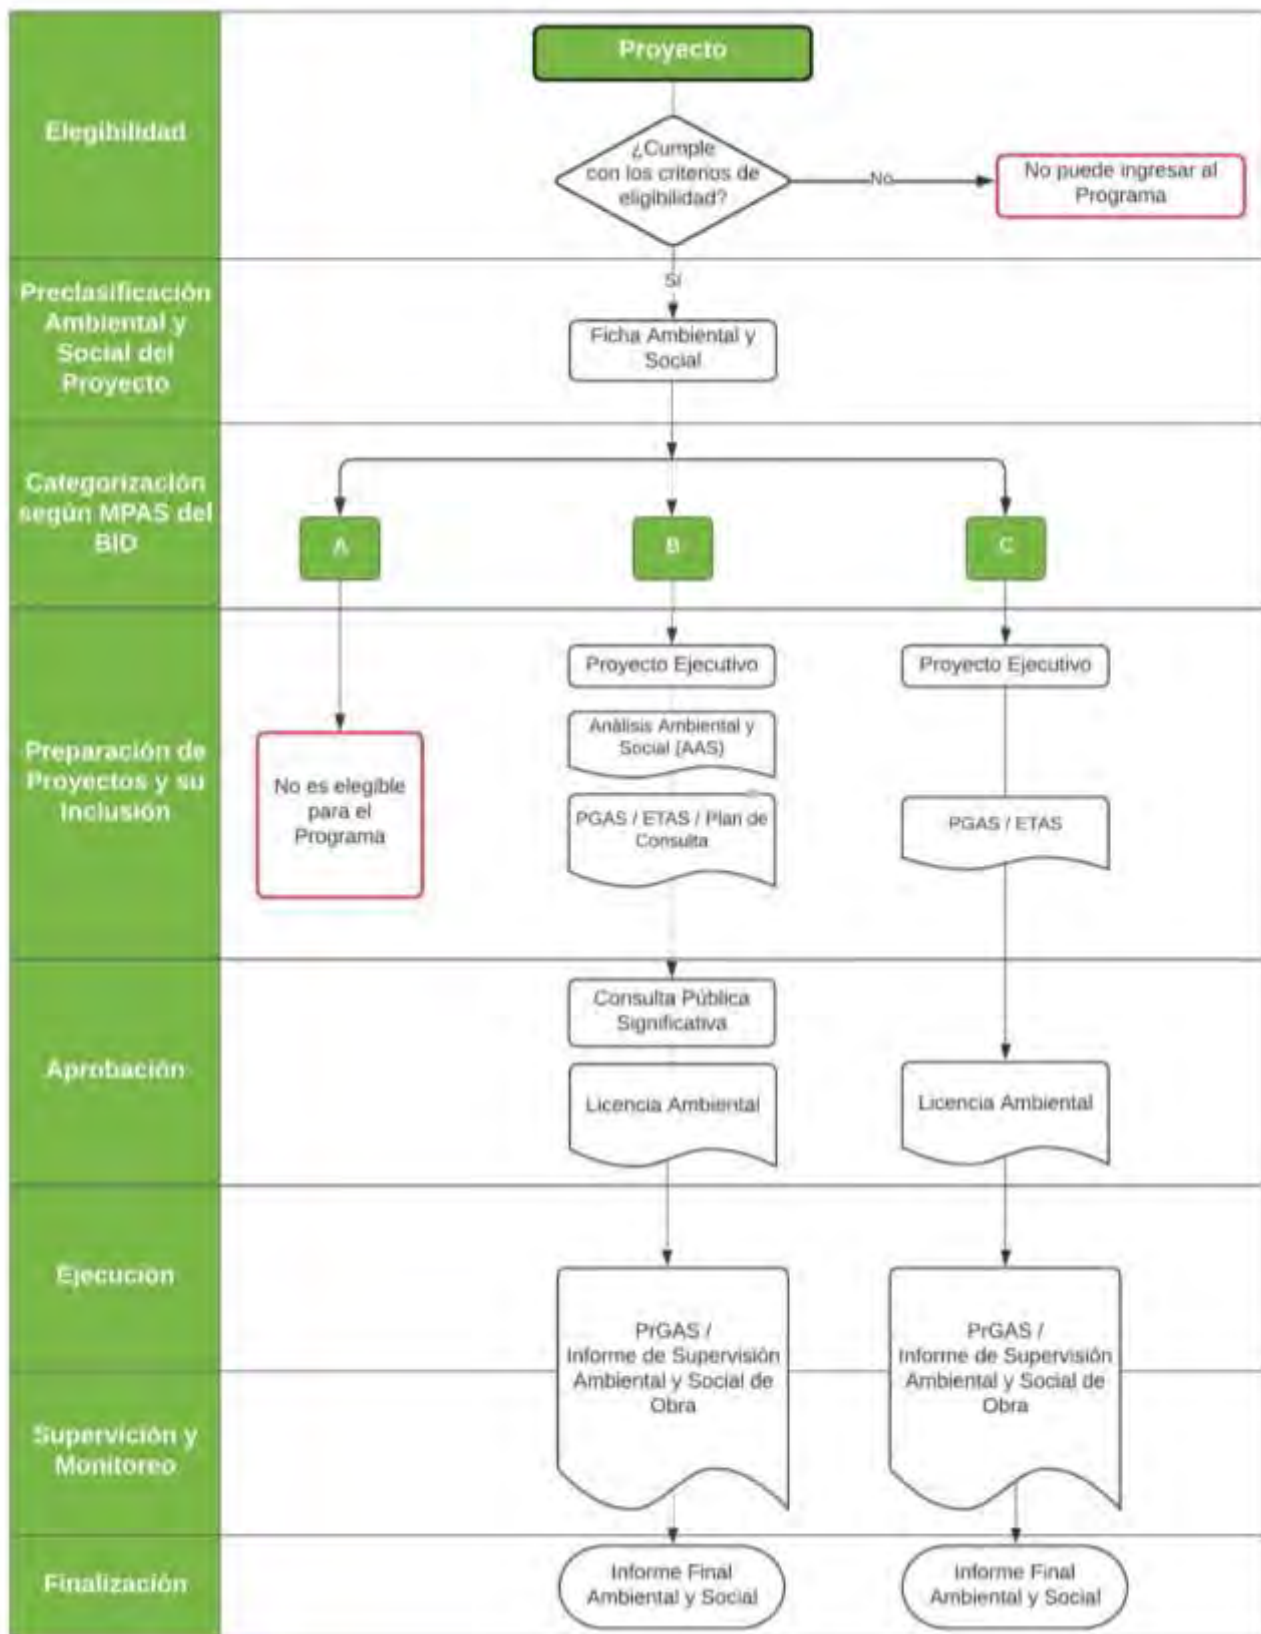 Proyecto
Elegibilidad
¿Cumple
con los criterios de
eligibilidad?
No
No puede ingresar al
Programa
Sí
Preclasificación
Ambiental y
Social del
Proyecto
Ficha Ambiental y
Social
Categorización
según MPAS del
BID
A
B
C
Preparación de
Proyectos y su
Inclusión
No es elegible
para el
Programa
Proyecto Ejecutivo
Análisis Ambiental y
Social (AAS)
PGAS / ETAS / Plan de
Consulta
Proyecto Ejecutivo
PGAS / ETAS
Aprobación
Consulta Pública
Significativa
Licencia Ambiental
Licencia Ambiental
Ejecución
PrGAS /
Informe de Supervisión
Ambiental y Social de
Obra
PrGAS /
Informe de Supervisión
Ambiental y Social de
Obra
Supervición y
Monitoreo
Finalización
Informe Final
Ambiental y Social
Informe Final
Ambiental y Social